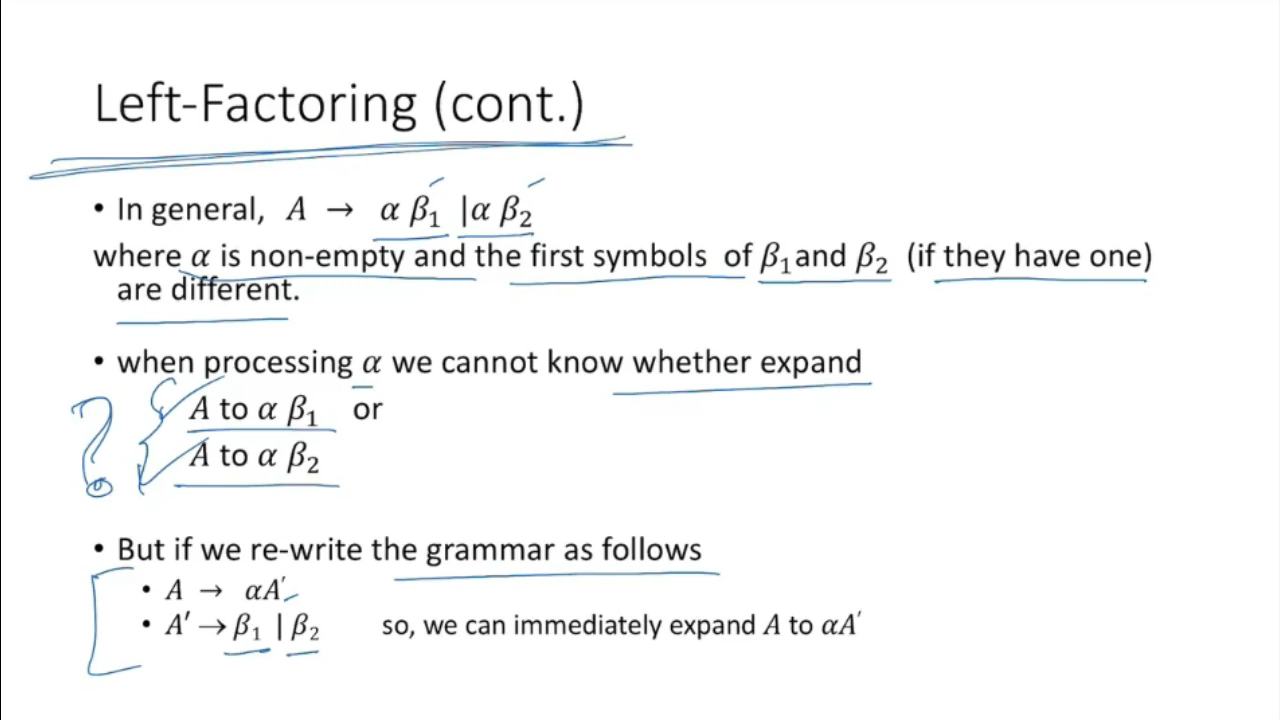 Left-Factoring (cont.)
• In general, A → α β₁ |α β₂
where α is non-empty and the first symbols of β₁and β₂ (if they have one)
are different.
• when processing α we cannot know whether expand
A to α β₁ or
A to α β₂
?
• But if we re-write the grammar as follows
• A → αA′
• A′ → β₁ | β₂ so, we can immediately expand A to αA′